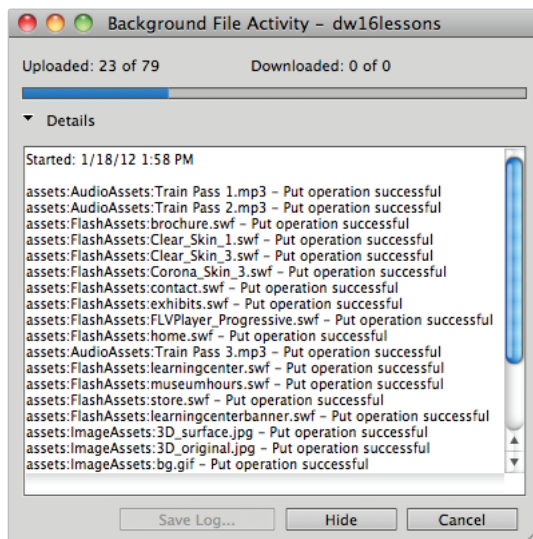 Background File Activity – dw16lessons
Uploaded: 23 of 79 Downloaded: 0 of 0
Details
Started: 1/18/12 1:58 PM
assets:AudioAssets:Train Pass 1.mp3 – Put operation successful
assets:AudioAssets:Train Pass 2.mp3 – Put operation successful
assets:FlashAssets:brochure.swf – Put operation successful
assets:FlashAssets:Clear_Skin_1.swf – Put operation successful
assets:FlashAssets:Clear_Skin_3.swf – Put operation successful
assets:FlashAssets:Corona_Skin_3.swf – Put operation successful
assets:FlashAssets:contact.swf – Put operation successful
assets:FlashAssets:exhibits.swf – Put operation successful
assets:FlashAssets:FLVPlayer_Progressive.swf – Put operation successful
assets:FlashAssets:home.swf – Put operation successful
assets:AudioAssets:Train Pass 3.mp3 – Put operation successful
assets:FlashAssets:learningcenter.swf – Put operation successful
assets:FlashAssets:museumhours.swf – Put operation successful
assets:FlashAssets:store.swf – Put operation successful
assets:FlashAssets:learningcenterbanner.swf – Put operation successful
assets:ImageAssets:3D_surface.jpg – Put operation successful
assets:ImageAssets:3D_original.jpg – Put operation successful
assets:ImageAssets:bg.gif – Put operation successful
Save Log... Hide Cancel